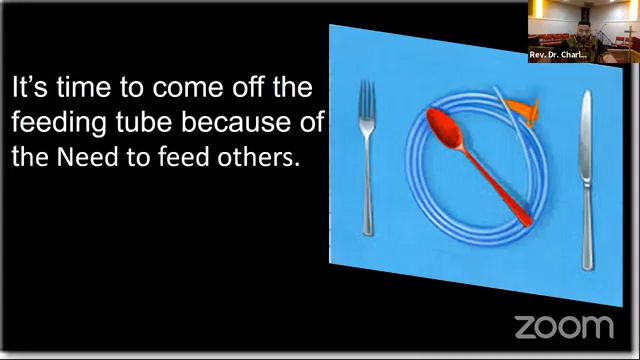 Rev. Dr. Charl...
It's time to come off the
feeding tube because of
the Need to feed others.
zoom